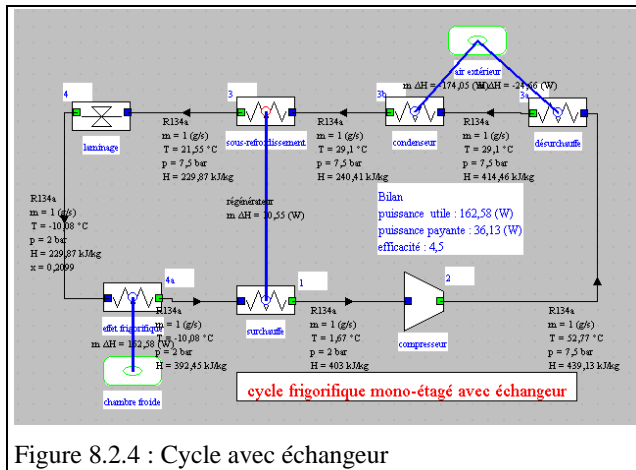 air extérieur
m ΔH = -174,05 (W)
m ΔH = -24,66 (W)
4
3
3b
3a
laminage
sous-refroidissement
condenseur
désurchauffe
R134a
m = 1 (g/s)
T = 21,55 °C
p = 7,5 bar
H = 229,87 kJ/kg
R134a
m = 1 (g/s)
T = 29,1 °C
p = 7,5 bar
H = 240,41 kJ/kg
R134a
m = 1 (g/s)
T = 29,1 °C
p = 7,5 bar
H = 414,46 kJ/kg
R134a
m = 1 (g/s)
T = -10,08 °C
p = 2 bar
H = 229,87 kJ/kg
x = 0,2099
régénérateur
m ΔH = 10,55 (W)
Bilan
puissance utile : 162,58 (W)
puissance payante : 36,13 (W)
efficacité : 4,5
4a
1
2
effet frigorifique
surchauffe
compresseur
m ΔH = 162,58 (W)
chambre froide
R134a
m = 1 (g/s)
T = -10,08 °C
p = 2 bar
H = 392,45 kJ/kg
R134a
m = 1 (g/s)
T = 1,67 °C
p = 2 bar
H = 403 kJ/kg
R134a
m = 1 (g/s)
T = 52,77 °C
p = 7,5 bar
H = 439,13 kJ/kg
cycle frigorifique mono-étagé avec échangeur
Figure 8.2.4 : Cycle avec échangeur